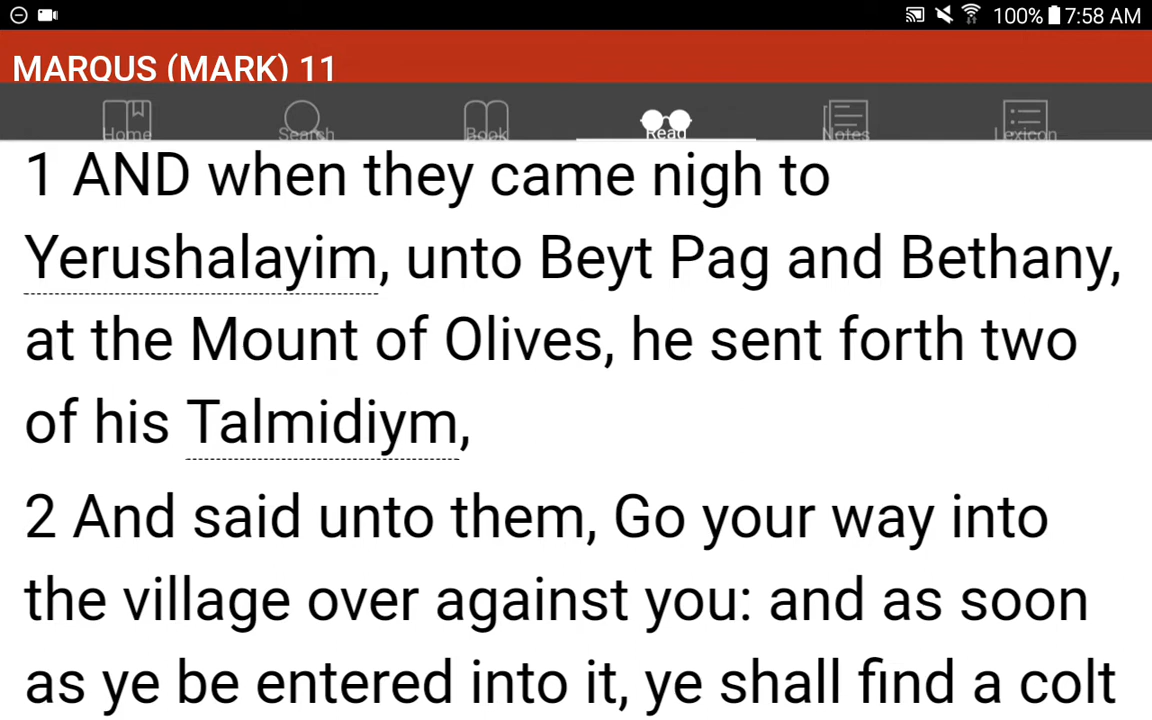 100% 7:58 AM
MARQUS (MARK) 11
Home Search Book Read Notes Lexicon
1 AND when they came nigh to
Yerushalayim, unto Beyt Pag and Bethany,
at the Mount of Olives, he sent forth two
of his Talmidiym,
2 And said unto them, Go your way into
the village over against you: and as soon
as ye be entered into it, ye shall find a colt